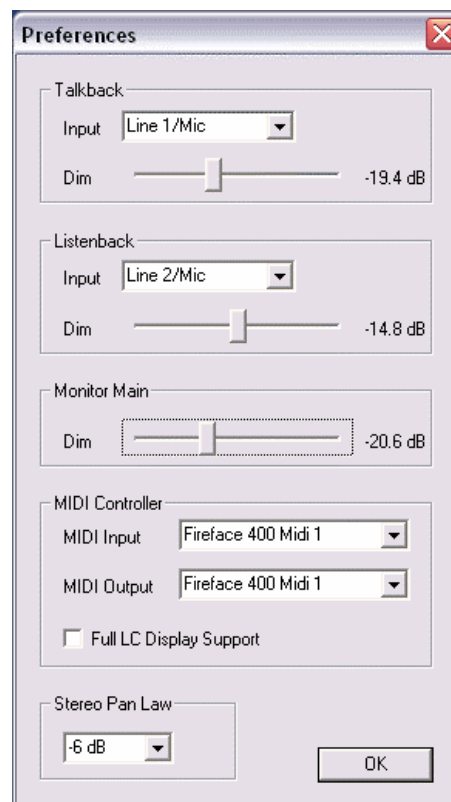 Preferences
Talkback
Input Line 1/Mic
Dim -19.4 dB
Listenback
Input Line 2/Mic
Dim -14.8 dB
Monitor Main
Dim -20.6 dB
MIDI Controller
MIDI Input Fireface 400 Midi 1
MIDI Output Fireface 400 Midi 1
Full LC Display Support
Stereo Pan Law
-6 dB
OK